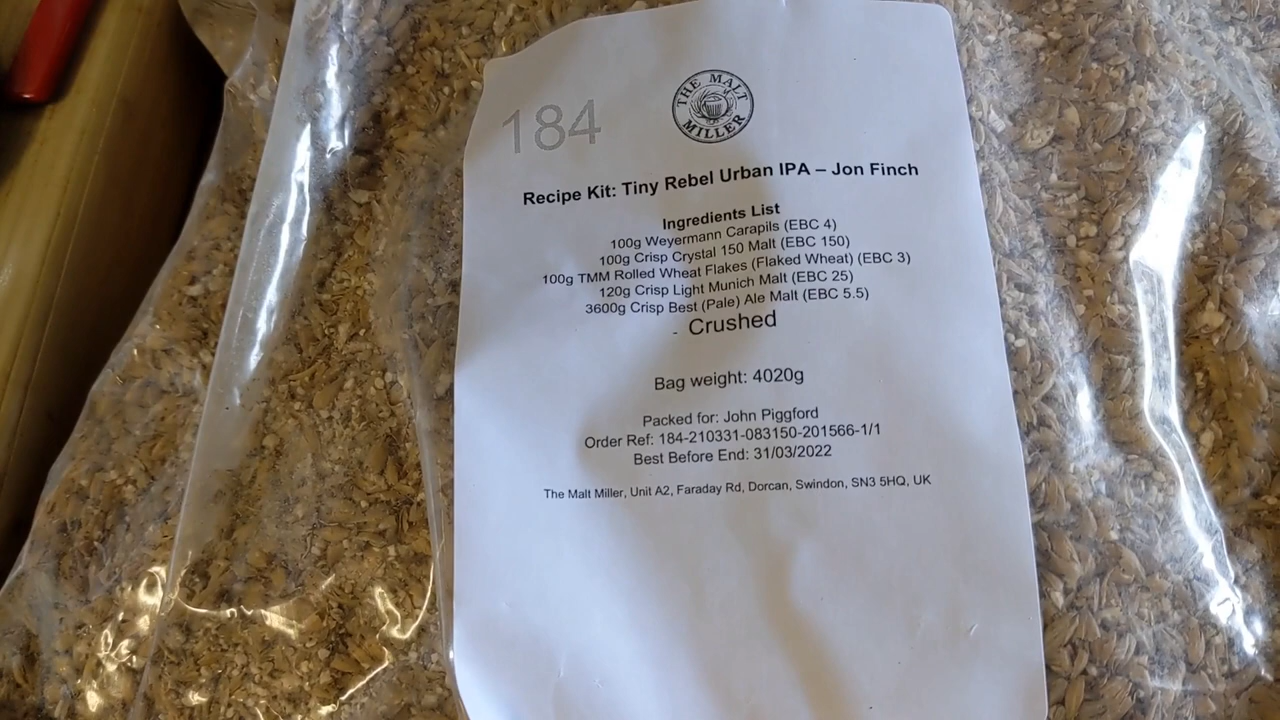 184
THE MALT
MILLER
Recipe Kit: Tiny Rebel Urban IPA – Jon Finch
Ingredients List
100g Weyermann Carapils (EBC 4)
100g Crisp Crystal 150 Malt (EBC 150)
100g TMM Rolled Wheat Flakes (Flaked Wheat) (EBC 3)
120g Crisp Light Munich Malt (EBC 25)
3600g Crisp Best (Pale) Ale Malt (EBC 5.5)
- Crushed
Bag weight: 4020g
Packed for: John Piggford
Order Ref: 184-210331-083150-201566-1/1
Best Before End: 31/03/2022
The Malt Miller, Unit A2, Faraday Rd, Dorcan, Swindon, SN3 5HQ, UK